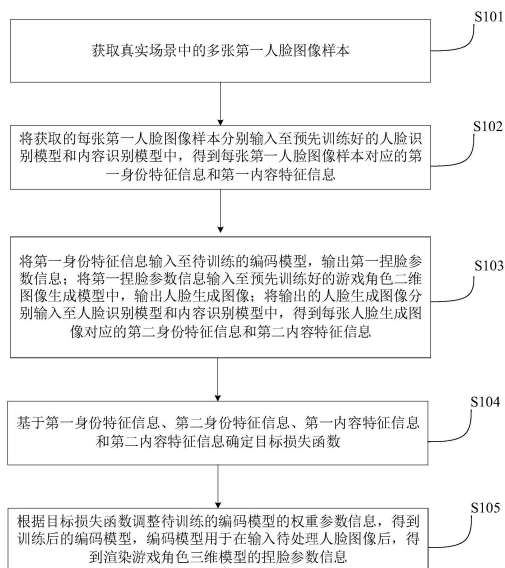 S101
获取真实场景中的多张第一人脸图像样本
S102
将获取的每张第一人脸图像样本分别输入至预先训练好的人脸识
别模型和内容识别模型中，得到每张第一人脸图像样本对应的第
一身份特征信息和第一内容特征信息
S103
将第一身份特征信息输入至待训练的编码模型，输出第一捏脸参
数信息；将第一捏脸参数信息输入至预先训练好的游戏角色二维
图像生成模型中，输出人脸生成图像；将输出的人脸生成图像分
别输入至人脸识别模型和内容识别模型中，得到每张人脸生成图
像对应的第二身份特征信息和第二内容特征信息
S104
基于第一身份特征信息、第二身份特征信息、第一内容特征信息
和第二内容特征信息确定目标损失函数
S105
根据目标损失函数调整待训练的编码模型的权重参数信息，得到
训练后的编码模型，编码模型用于在输入待处理人脸图像后，得
到渲染游戏角色三维模型的捏脸参数信息